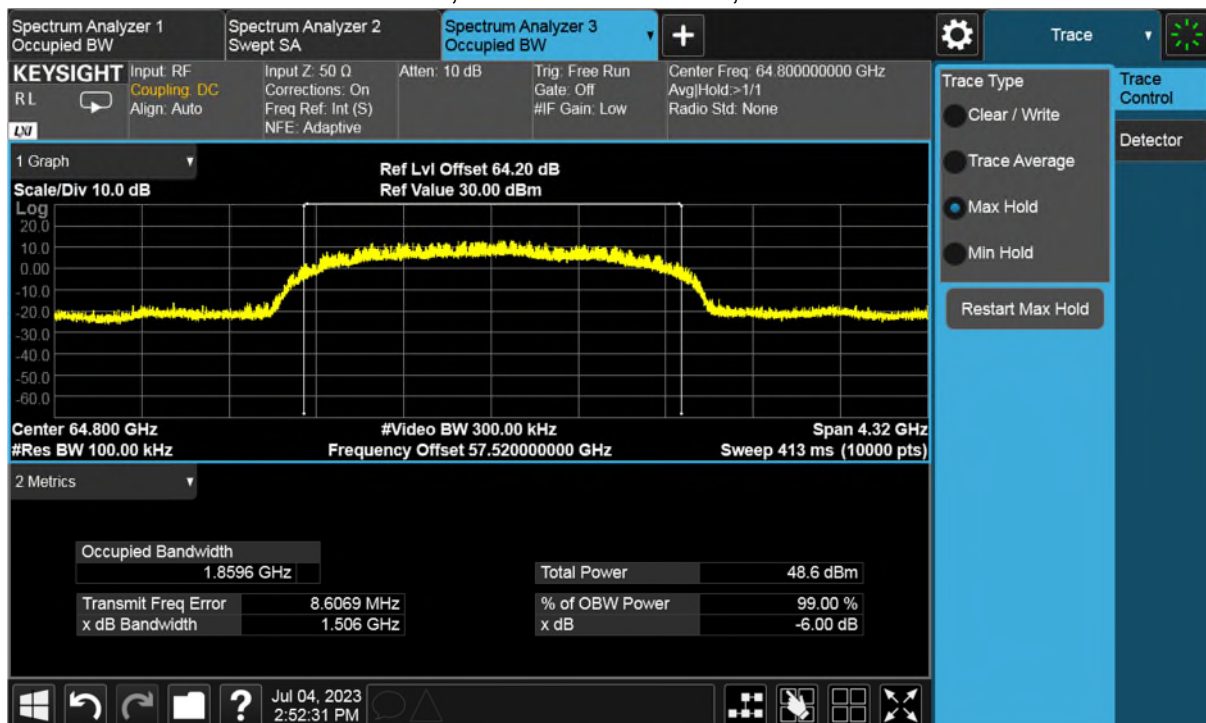 Spectrum Analyzer 1
Occupied BW
Spectrum Analyzer 2
Swept SA
Spectrum Analyzer 3
Occupied BW
Trace
KEYSIGHT
RL
LXI
Input: RF
Coupling: DC
Align: Auto
Input Z: 50 Ω
Corrections: On
Freq Ref: Int (S)
NFE: Adaptive
Atten: 10 dB
Trig: Free Run
Gate: Off
#IF Gain: Low
Center Freq: 64.800000000 GHz
Avg|Hold:>1/1
Radio Std: None
1 Graph
Scale/Div 10.0 dB
Ref Lvl Offset 64.20 dB
Ref Value 30.00 dBm
Log
20.0
10.0
0.00
-10.0
-20.0
-30.0
-40.0
-50.0
-60.0
Center 64.800 GHz
#Res BW 100.00 kHz
#Video BW 300.00 kHz
Frequency Offset 57.520000000 GHz
Span 4.32 GHz
Sweep 413 ms (10000 pts)
2 Metrics
Occupied Bandwidth
1.8596 GHz
Transmit Freq Error 8.6069 MHz
x dB Bandwidth 1.506 GHz
Total Power 48.6 dBm
% of OBW Power 99.00 %
x dB -6.00 dB
Jul 04, 2023
2:52:31 PM
Trace Type
Clear / Write
Trace Average
Max Hold
Min Hold
Restart Max Hold
Trace
Control
Detector